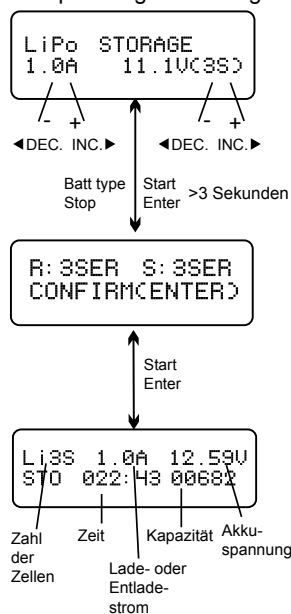 LiPo STORAGE
1.0A 11.1V(3S)
- + - +
◄DEC. INC.► ◄DEC. INC.►
Batt type Start
Stop Enter >3 Sekunden
R:3SER S:3SER
CONFIRM(ENTER)
Start
Enter
Li3S 1.0A 12.59V
STO 022:43 00682
Zahl der Zellen
Zeit
Lade- oder Entlade-
strom
Kapazität
Akku-
spannung